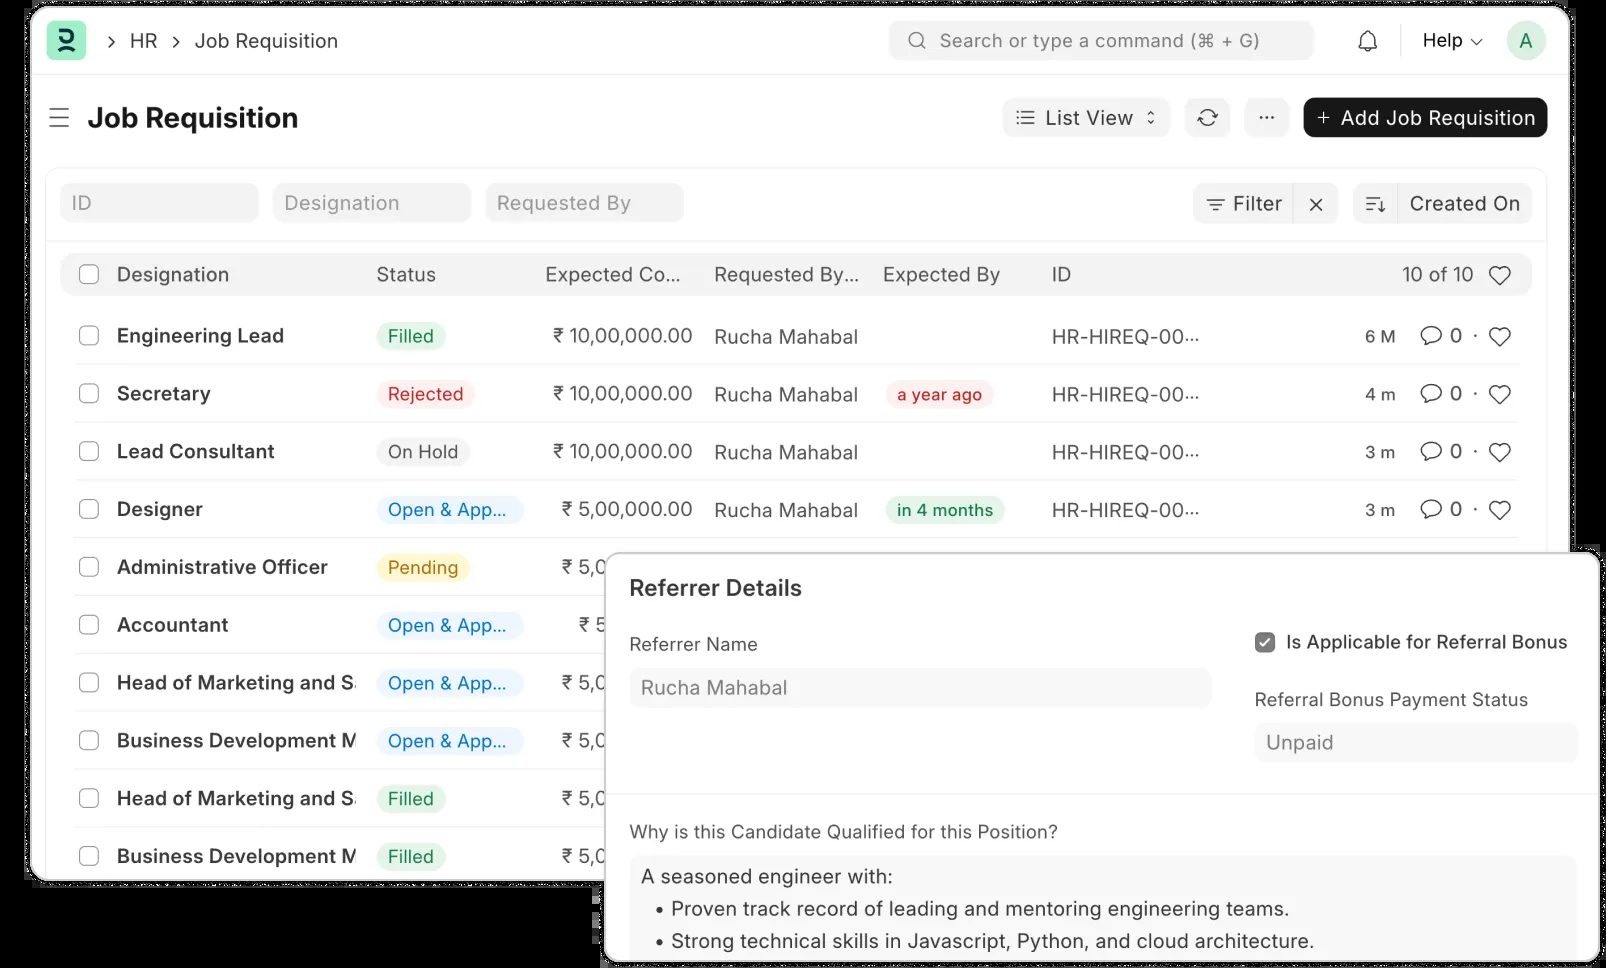 HR > Job Requisition
Search or type a command (⌘ + G)
Help
A
Job Requisition
List View
···
+ Add Job Requisition
ID
Designation
Requested By
Filter
Created On
Designation Status Expected Co... Requested By... Expected By ID 10 of 10
Engineering Lead Filled ₹ 10,00,000.00 Rucha Mahabal HR-HIREQ-00··· 6 M 0 ·
Secretary Rejected ₹ 10,00,000.00 Rucha Mahabal a year ago HR-HIREQ-00··· 4 m 0 ·
Lead Consultant On Hold ₹ 10,00,000.00 Rucha Mahabal HR-HIREQ-00··· 3 m 0 ·
Designer Open & App... ₹ 5,00,000.00 Rucha Mahabal in 4 months HR-HIREQ-00··· 3 m 0 ·
Administrative Officer Pending ₹ 5,0
Accountant Open & App... ₹ 5
Head of Marketing and Sa Open & App... ₹ 5,0
Business Development M Open & App... ₹ 5,0
Head of Marketing and Sa Filled ₹ 5,0
Business Development M Filled ₹ 5,0
Referrer Details
Referrer Name
Rucha Mahabal
Is Applicable for Referral Bonus
Referral Bonus Payment Status
Unpaid
Why is this Candidate Qualified for this Position?
A seasoned engineer with:
• Proven track record of leading and mentoring engineering teams.
• Strong technical skills in Javascript, Python, and cloud architecture.